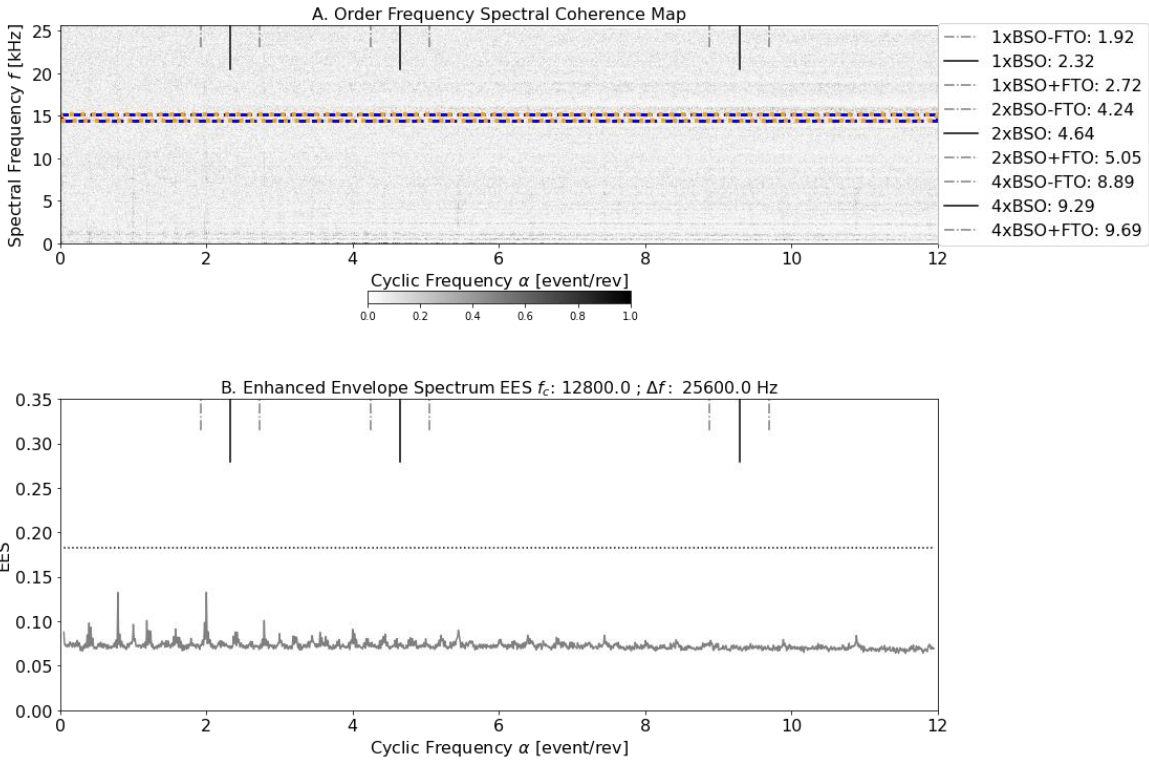 A. Order Frequency Spectral Coherence Map
Spectral Frequency f [kHz]
25
20
15
10
5
0
0 2 4 6 8 10 12
Cyclic Frequency α [event/rev]
0.0 0.2 0.4 0.6 0.8 1.0
1xBSO-FTO: 1.92
1xBSO: 2.32
1xBSO+FTO: 2.72
2xBSO-FTO: 4.24
2xBSO: 4.64
2xBSO+FTO: 5.05
4xBSO-FTO: 8.89
4xBSO: 9.29
4xBSO+FTO: 9.69
B. Enhanced Envelope Spectrum EES f_c: 12800.0 ; Δf : 25600.0 Hz
EES
0.35
0.30
0.25
0.20
0.15
0.10
0.05
0.00
0 2 4 6 8 10 12
Cyclic Frequency α [event/rev]